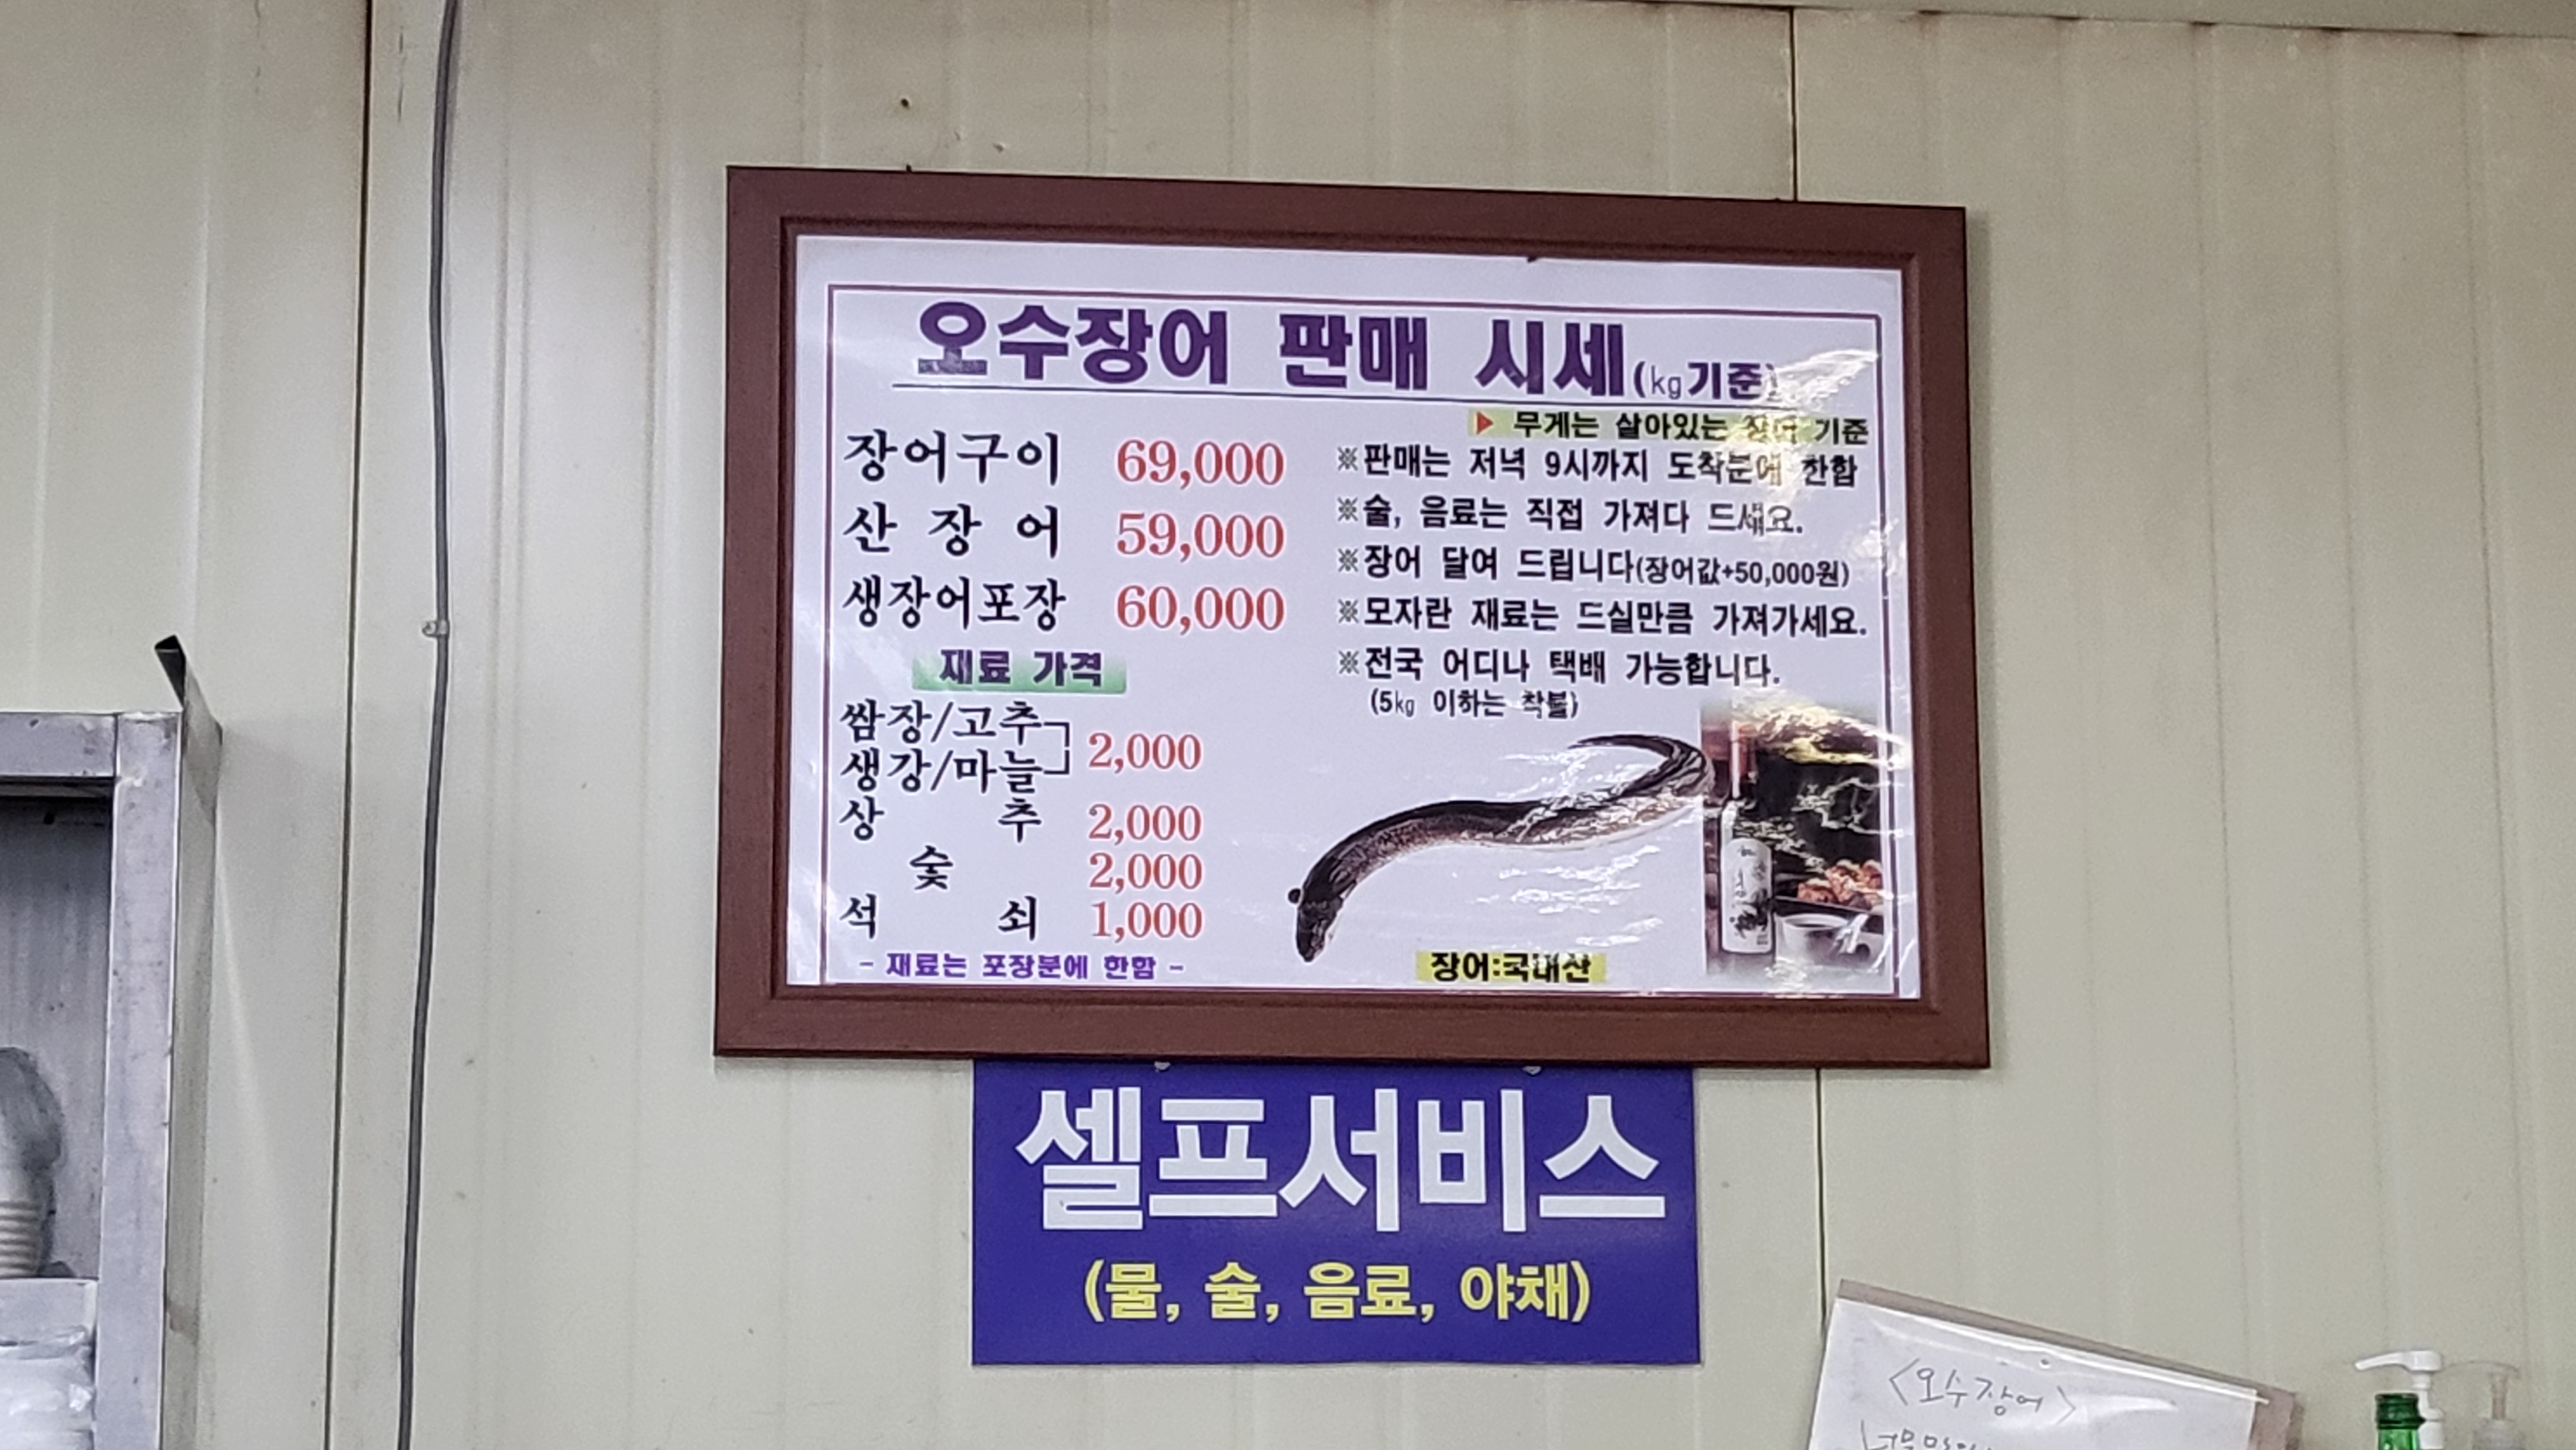 오수장어 판매 시세(kg기준)
▶ 무게는 살아있는 장어 기준
장어구이 69,000
산 장 어 59,000
생장어포장 60,000
※판매는 저녁 9시까지 도착분에 한함
※술, 음료는 직접 가져다 드세요.
※장어 달여 드립니다(장어값+50,000원)
※모자란 재료는 드실만큼 가져가세요.
※전국 어디나 택배 가능합니다.
(5kg 이하는 착불)
재료 가격
쌈장/고추
생강/마늘 2,000
상 추 2,000
숯 2,000
석 쇠 1,000
- 재료는 포장분에 한함 -
장어:국내산
셀프서비스
(물, 술, 음료, 야채)
<오수장어>